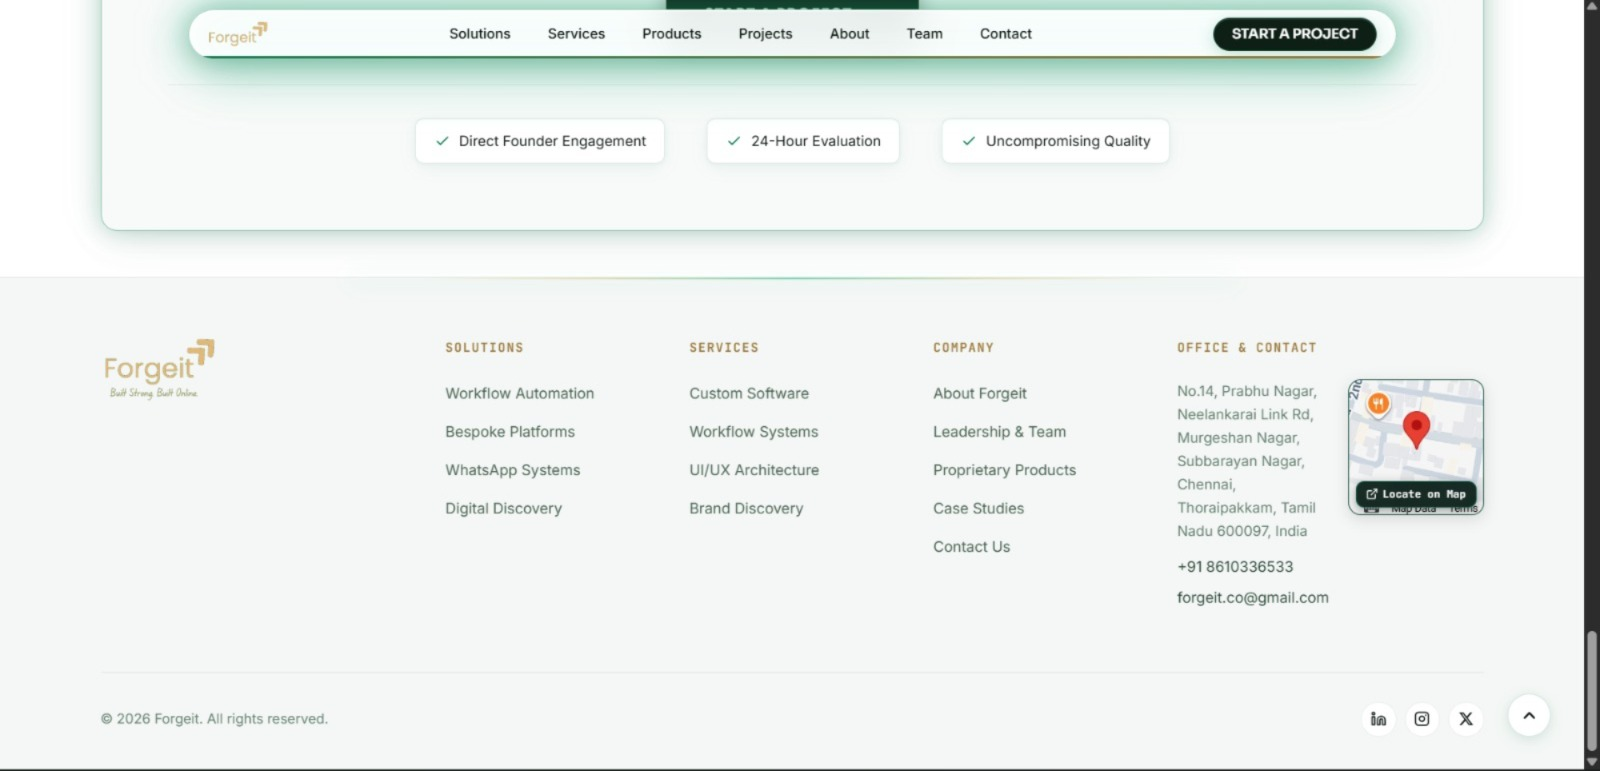 Forgeit
Solutions
Services
Products
Projects
About
Team
Contact
START A PROJECT
Direct Founder Engagement
24-Hour Evaluation
Uncompromising Quality
Forgeit
Built Strong. Built Online.
SOLUTIONS
Workflow Automation
Bespoke Platforms
WhatsApp Systems
Digital Discovery
SERVICES
Custom Software
Workflow Systems
UI/UX Architecture
Brand Discovery
COMPANY
About Forgeit
Leadership & Team
Proprietary Products
Case Studies
Contact Us
OFFICE & CONTACT
No.14, Prabhu Nagar,
Neelankarai Link Rd,
Murgeshan Nagar,
Subbarayan Nagar,
Chennai,
Thoraipakkam, Tamil
Nadu 600097, India
+91 8610336533
forgeit.co@gmail.com
2nd
Locate on Map
Map Data Terms
© 2026 Forgeit. All rights reserved.